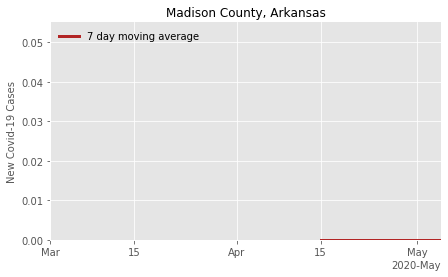 Madison County, Arkansas
7 day moving average
New Covid-19 Cases
0.05
0.04
0.03
0.02
0.01
0.00
Mar
15
Apr
15
May
2020-May